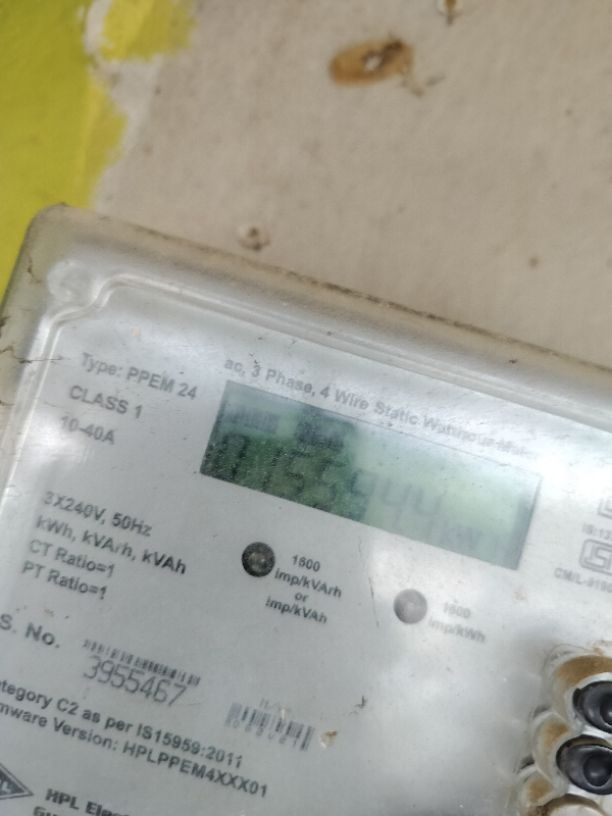 Type: PPEM 24
ac, 3 Phase, 4 Wire Static
CLASS 1
10-40A
3X240V, 50Hz
kWh, kVArh, kVAh
CT Ratio=1
PT Ratio=1
1600
Imp/kVArh
or
Imp/kVAh
1600
Imp/kWh
S. No.
3955467
ategory C2 as per IS15959:2011
mware Version: HPLPPEM4XXX01
HPL